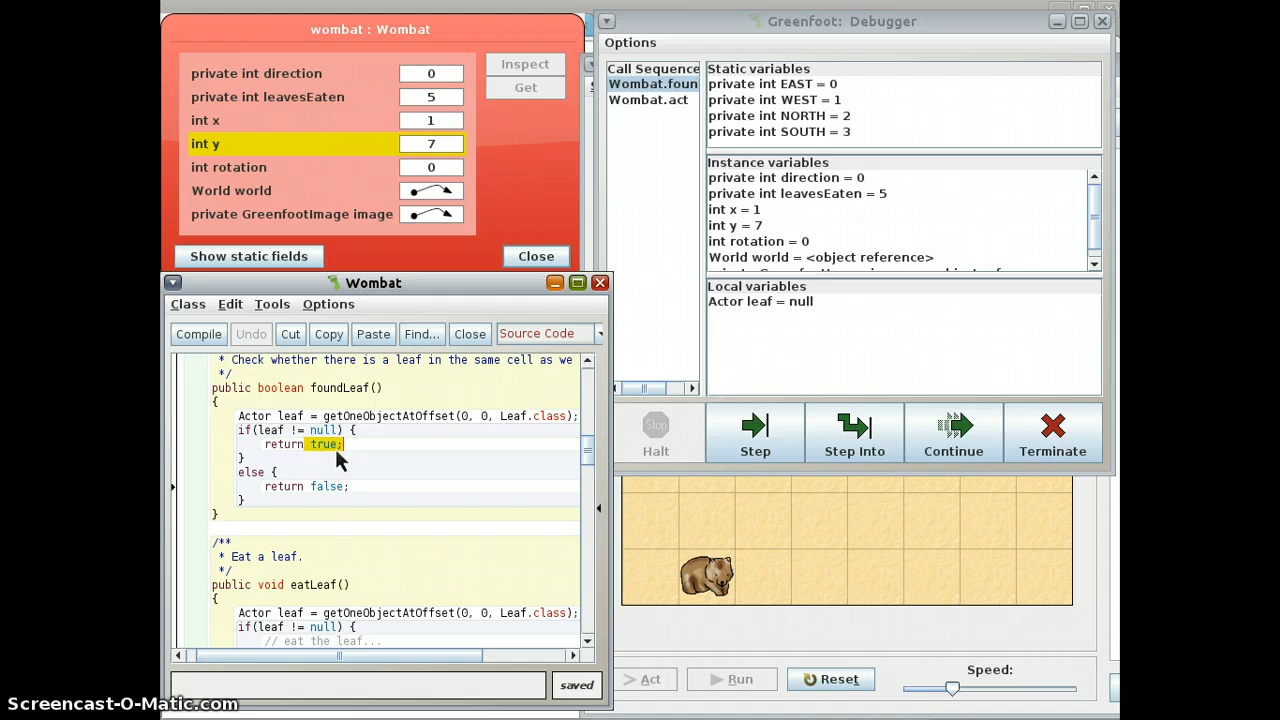 wombat : Wombat
private int direction 0
private int leavesEaten 5
int x 1
int y 7
int rotation 0
World world
private GreenfootImage image
Inspect
Get
Show static fields
Close
Greenfoot: Debugger
Options
Call Sequence
Wombat.foun
Wombat.act
Static variables
private int EAST = 0
private int WEST = 1
private int NORTH = 2
private int SOUTH = 3
Instance variables
private int direction = 0
private int leavesEaten = 5
int x = 1
int y = 7
int rotation = 0
World world = <object reference>
Local variables
Actor leaf = null
Halt
Step
Step Into
Continue
Terminate
Wombat
Class Edit Tools Options
Compile Undo Cut Copy Paste Find... Close Source Code
* Check whether there is a leaf in the same cell as we
*/
public boolean foundLeaf()
{
Actor leaf = getOneObjectAtOffset(0, 0, Leaf.class);
if(leaf != null) {
return true;
}
else {
return false;
}
}
/**
* Eat a leaf.
*/
public void eatLeaf()
{
Actor leaf = getOneObjectAtOffset(0, 0, Leaf.class);
if(leaf != null) {
// eat the leaf...
saved
> Act
Run
Reset
Speed:
Screencast-O-Matic.com